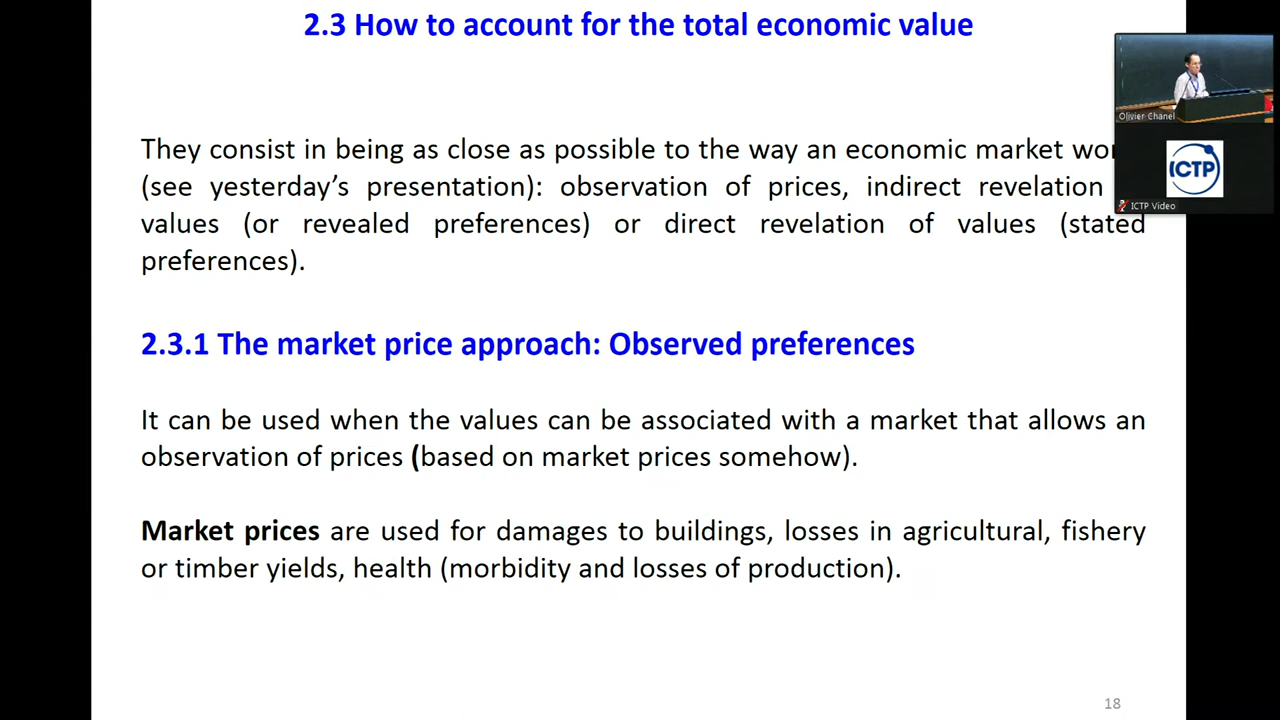 2.3 How to account for the total economic value
They consist in being as close as possible to the way an economic market
(see yesterday’s presentation): observation of prices, indirect revelation
values (or revealed preferences) or direct revelation of values (stated
preferences).
2.3.1 The market price approach: Observed preferences
It can be used when the values can be associated with a market that allows an
observation of prices (based on market prices somehow).
Market prices are used for damages to buildings, losses in agricultural, fishery
or timber yields, health (morbidity and losses of production).
18
Olivier Chanel
ICTP
ICTP Video